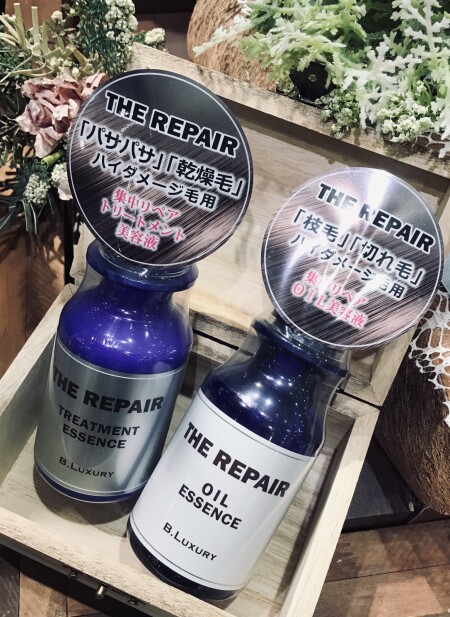 THE REPAIR
「パサパサ」「乾燥毛」
ハイダメージ毛用
集中リペア
トリートメント
美容液
THE REPAIR
TREATMENT
ESSENCE
B.LUXURY
THE REPAIR
「枝毛」「切れ毛」
ハイダメージ毛用
集中リペア
OIL美容液
THE REPAIR
OIL
ESSENCE
B.LUXURY